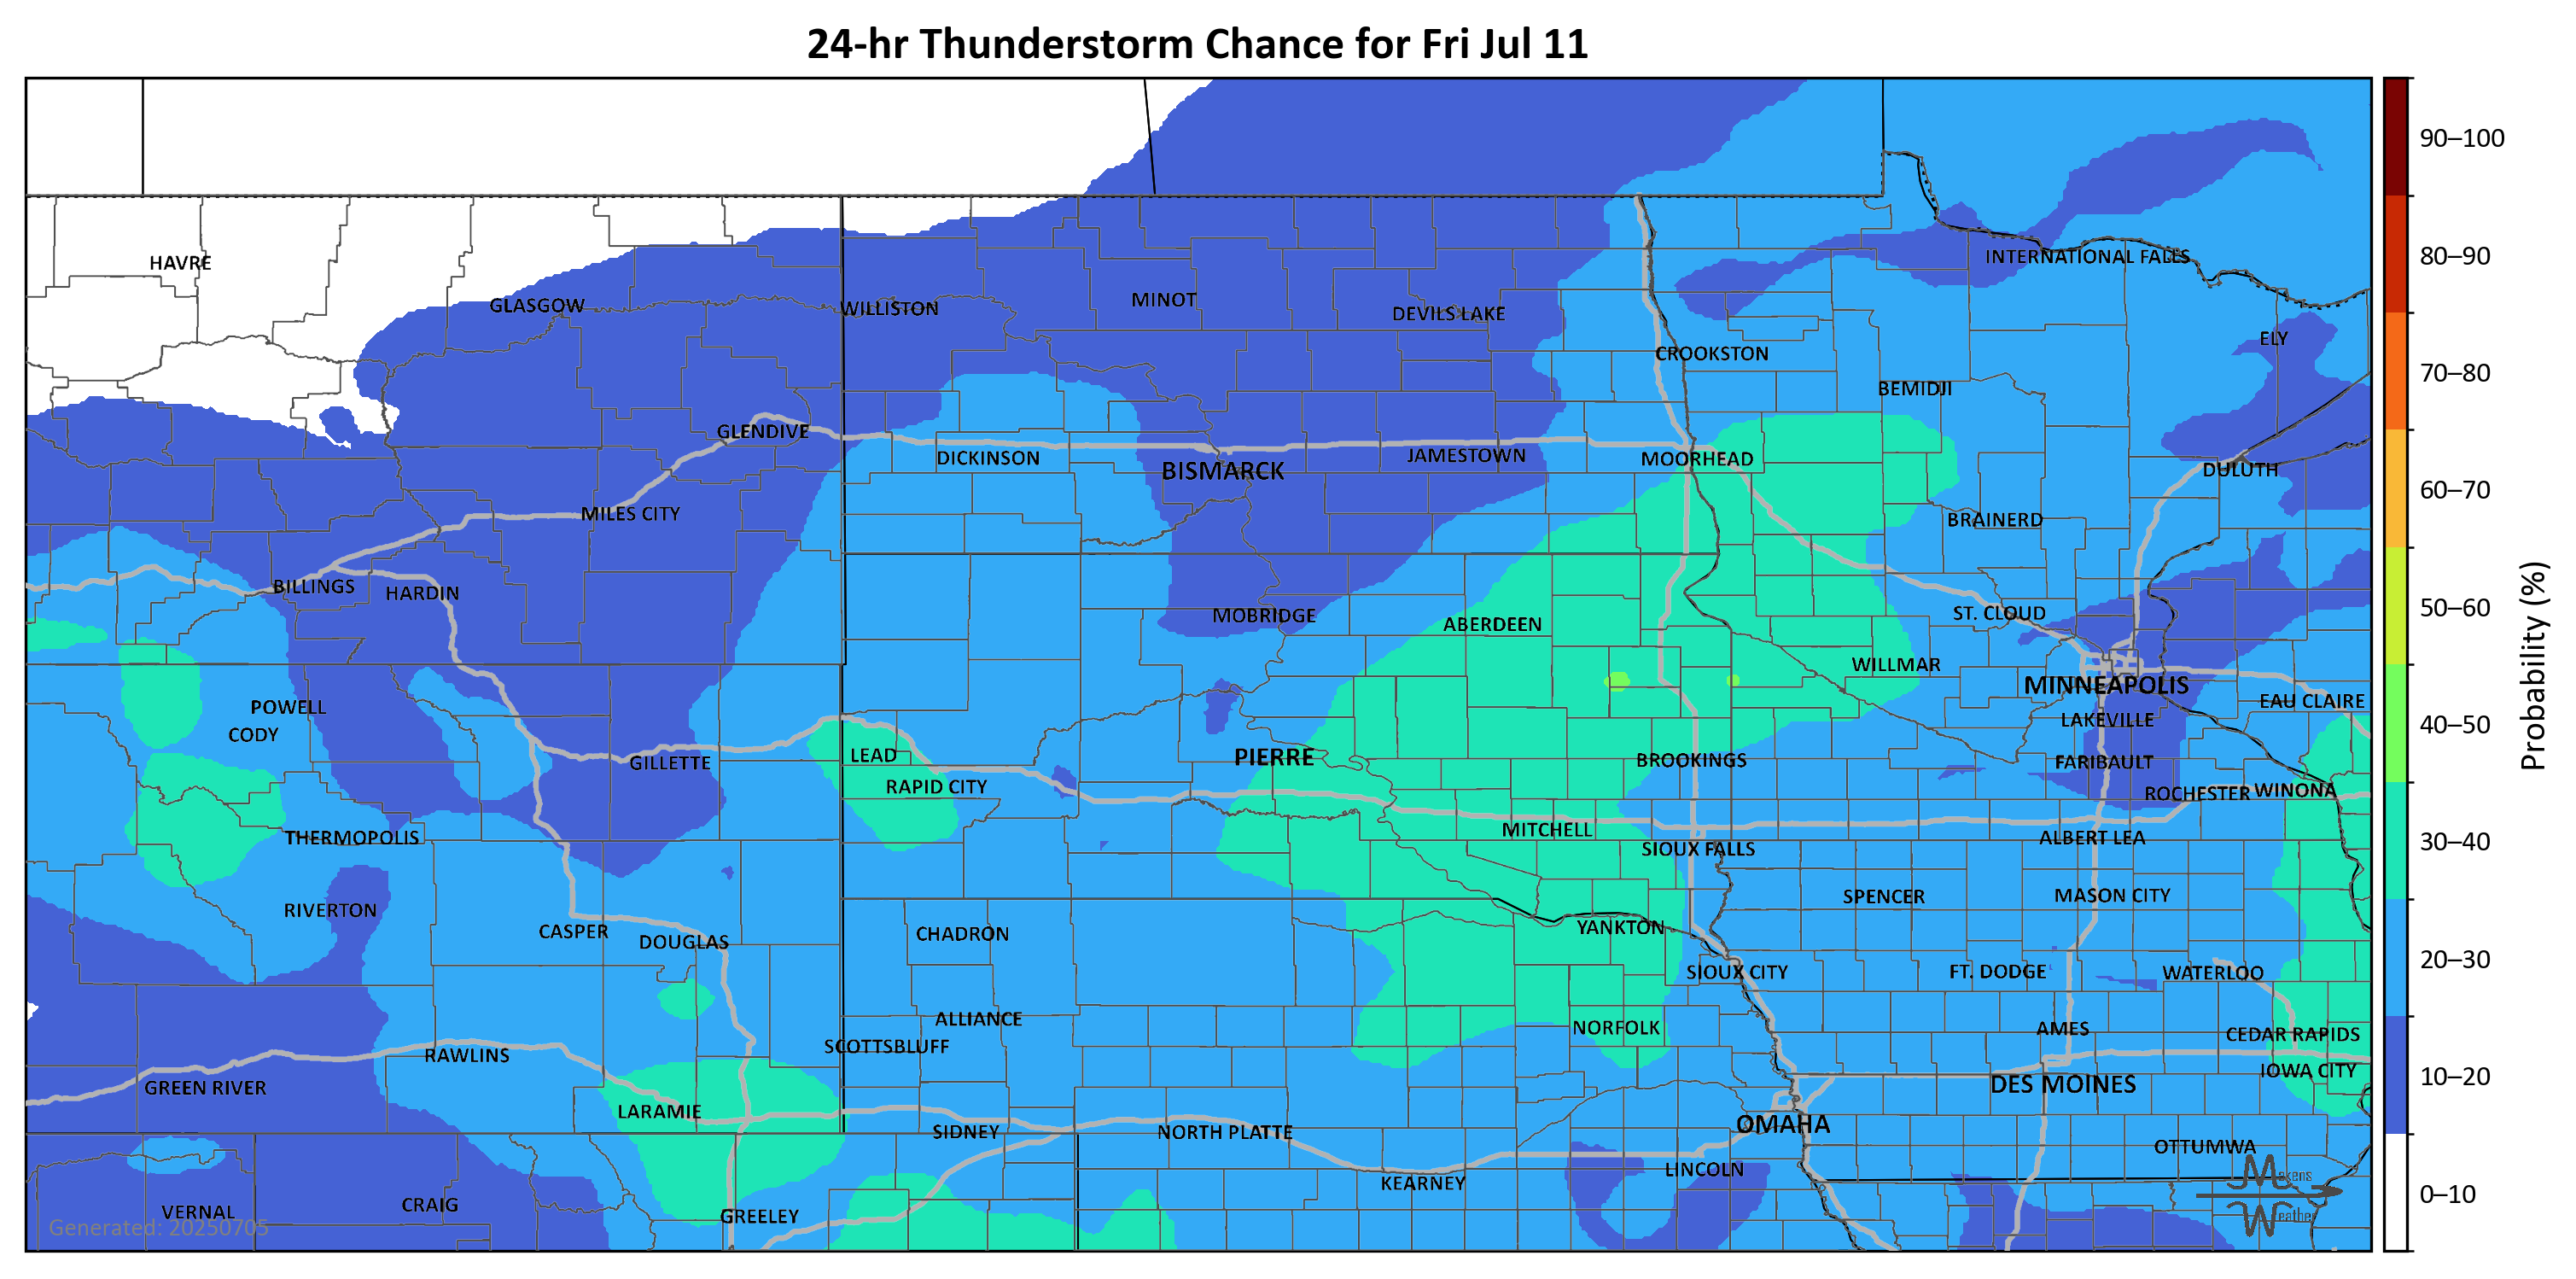 24-hr Thunderstorm Chance for Fri Jul 11
90–100
HAVRE
INTERNATIONAL FALLS
80–90
GLASGOW
WILLISTON
MINOT
DEVILS LAKE
ELY
CROOKSTON
70–80
BEMIDJI
GLENDIVE
DICKINSON
BISMARCK
JAMESTOWN
MOORHEAD
DULUTH
60–70
MILES CITY
BRAINERD
BILLINGS
HARDIN
MOBRIDGE
ABERDEEN
ST. CLOUD
50–60
WILLMAR
MINNEAPOLIS
Probability (%)
POWELL
CODY
EAU CLAIRE
LAKEVILLE
40–50
GILLETTE
LEAD
PIERRE
BROOKINGS
FARIBAULT
RAPID CITY
ROCHESTER
WINONA
THERMOPOLIS
MITCHELL
SIOUX FALLS
ALBERT LEA
30–40
RIVERTON
SPENCER
MASON CITY
CASPER
DOUGLAS
CHADRON
YANKTON
SIOUX CITY
FT. DODGE
WATERLOO
20–30
ALLIANCE
SCOTTSBLUFF
NORFOLK
AMES
CEDAR RAPIDS
RAWLINS
GREEN RIVER
IOWA CITY
DES MOINES
10–20
LARAMIE
SIDNEY
NORTH PLATTE
OMAHA
OTTUMWA
LINCOLN
KEARNEY
Makens
Weather
0–10
VERNAL
CRAIG
GREELEY
Generated: 20250705